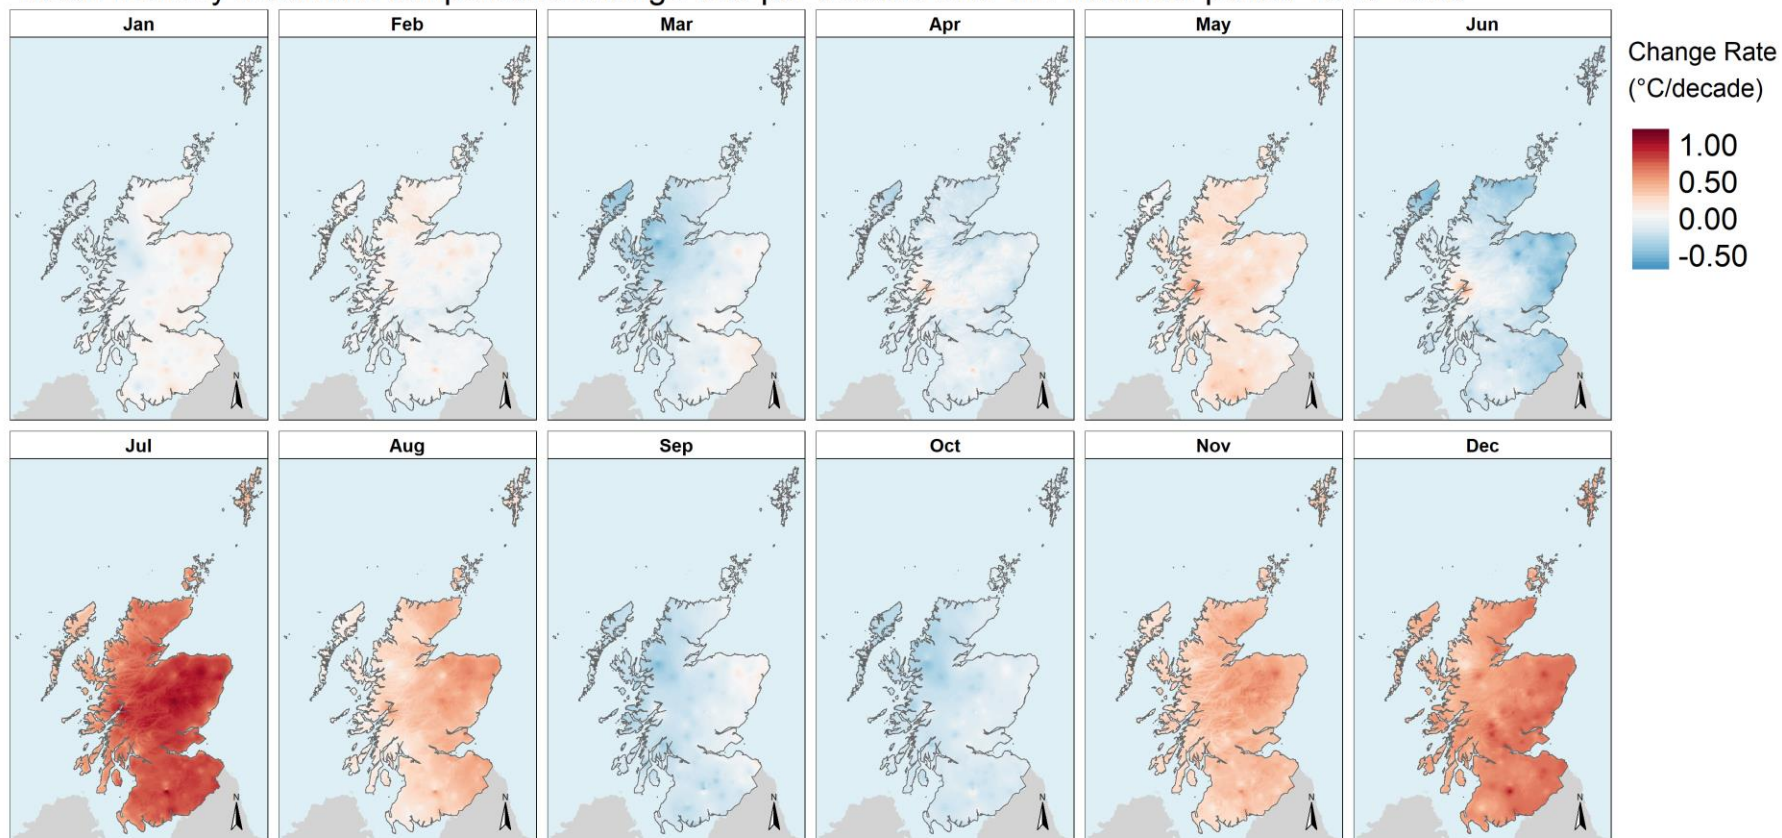 Jan
Feb
Mar
Apr
May
Jun
Change Rate
(°C/decade)
1.00
0.50
0.00
-0.50
N
N
N
N
N
N
Jul
Aug
Sep
Oct
Nov
Dec
N
N
N
N
N
N